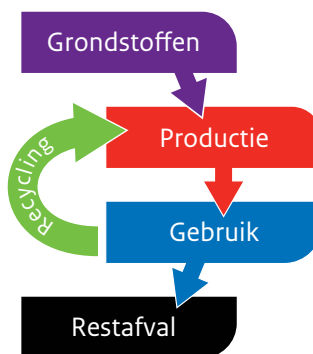 Grondstoffen
Productie
Recycling
Gebruik
Restafval